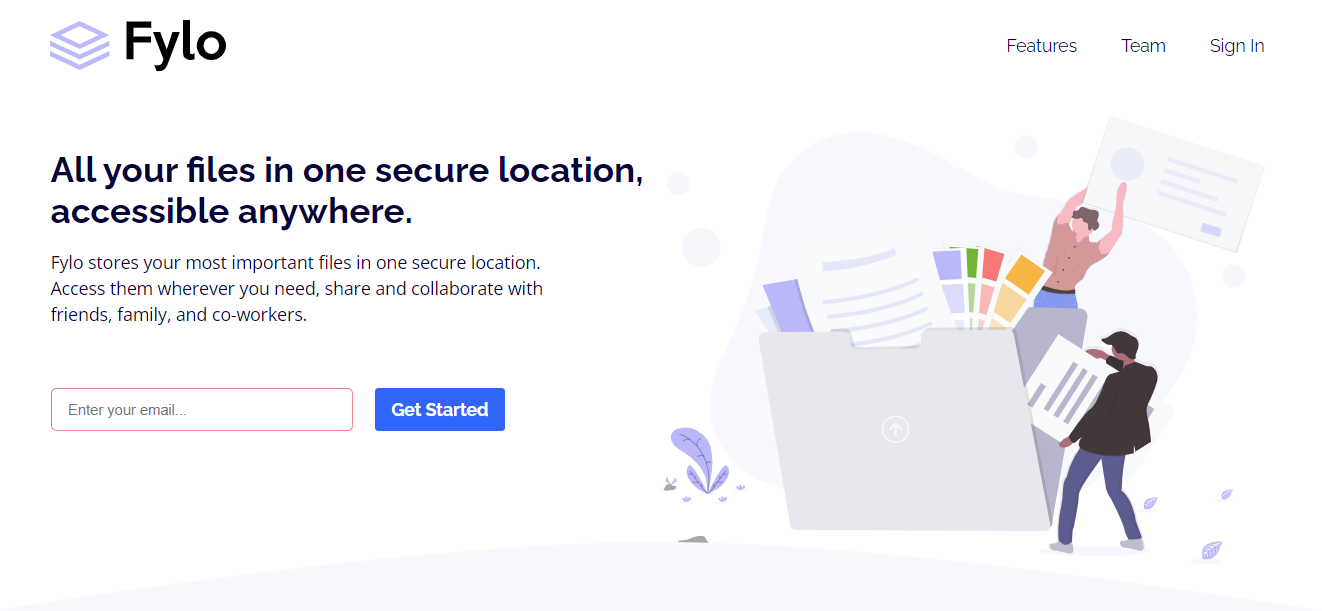 Fylo
Features
Team
Sign In
All your files in one secure location,
accessible anywhere.
Fylo stores your most important files in one secure location.
Access them wherever you need, share and collaborate with
friends, family, and co-workers.
Enter your email...
Get Started